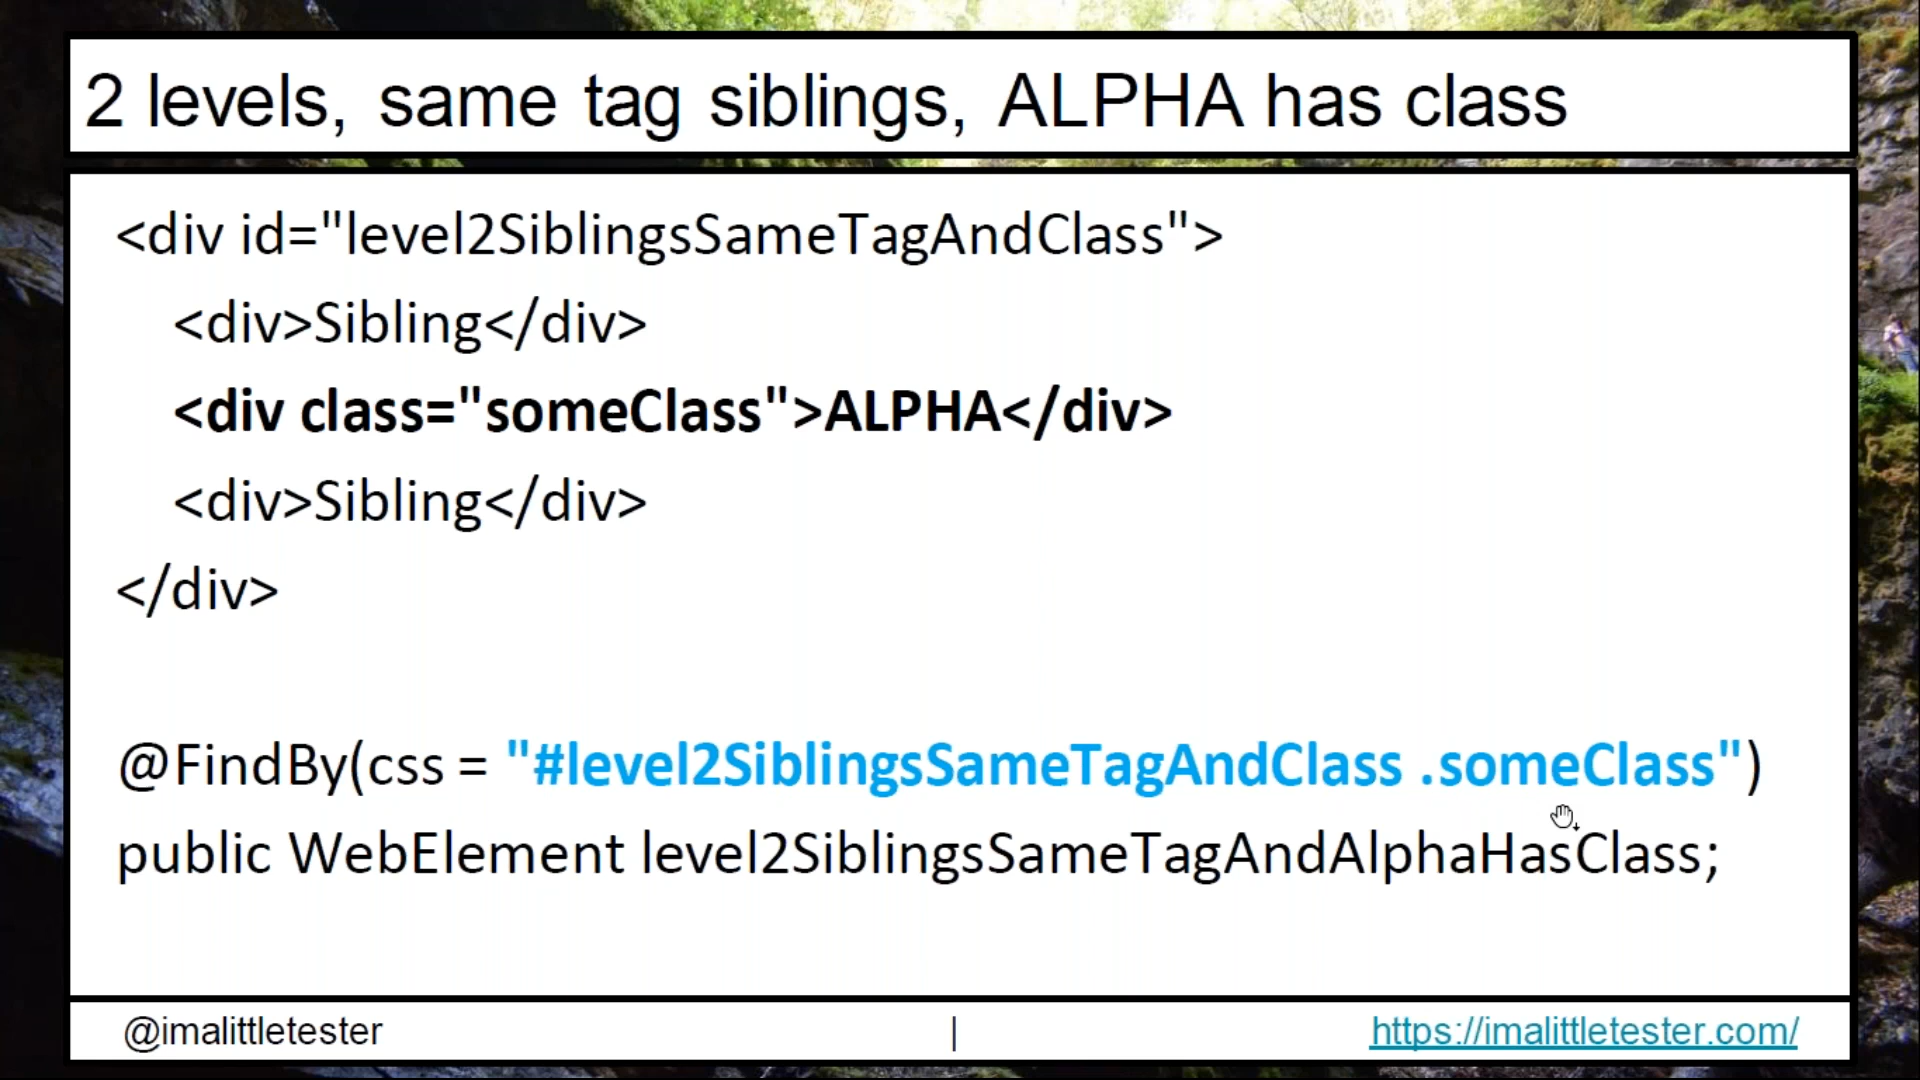 2 levels, same tag siblings, ALPHA has class
<div id="level2SiblingsSameTagAndClass">
<div>Sibling</div>
<div class="someClass">ALPHA</div>
<div>Sibling</div>
</div>
@FindBy(css = "#level2SiblingsSameTagAndClass .someClass")
public WebElement level2SiblingsSameTagAndAlphaHasClass;
@imalittletester | https://imalittletester.com/